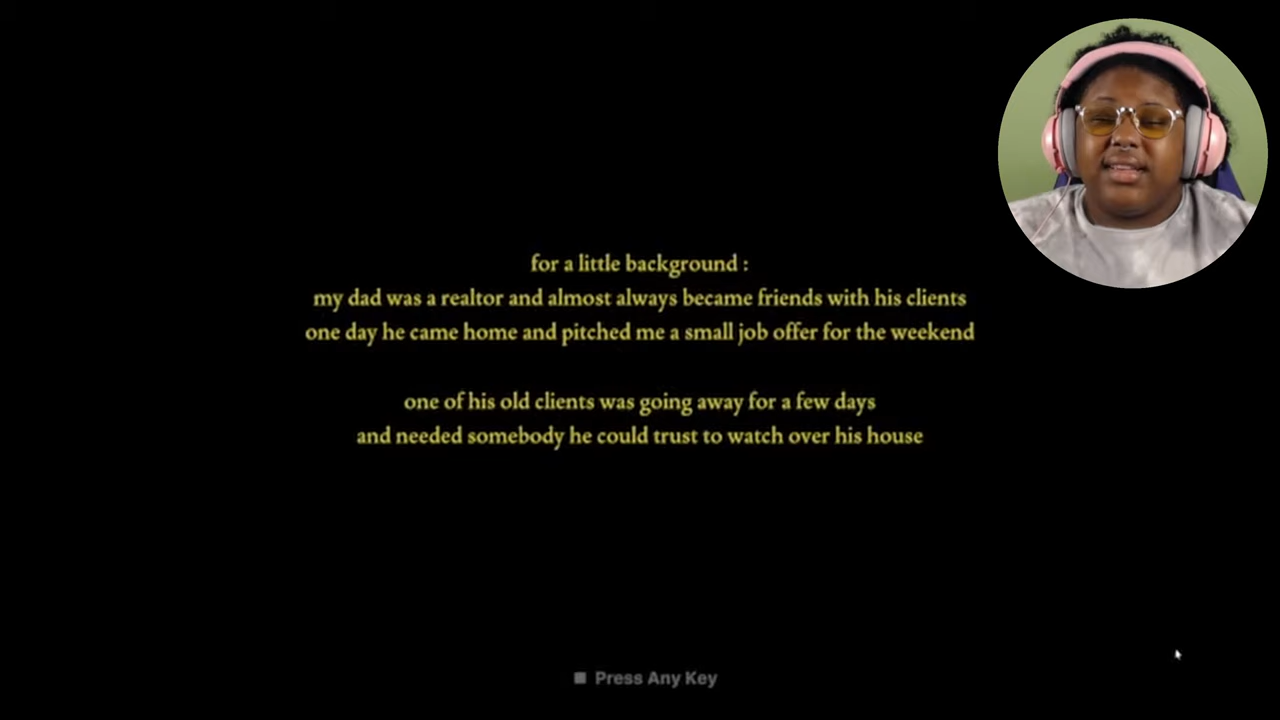 for a little background :
my dad was a realtor and almost always became friends with his clients
one day he came home and pitched me a small job offer for the weekend
one of his old clients was going away for a few days
and needed somebody he could trust to watch over his house
Press Any Key